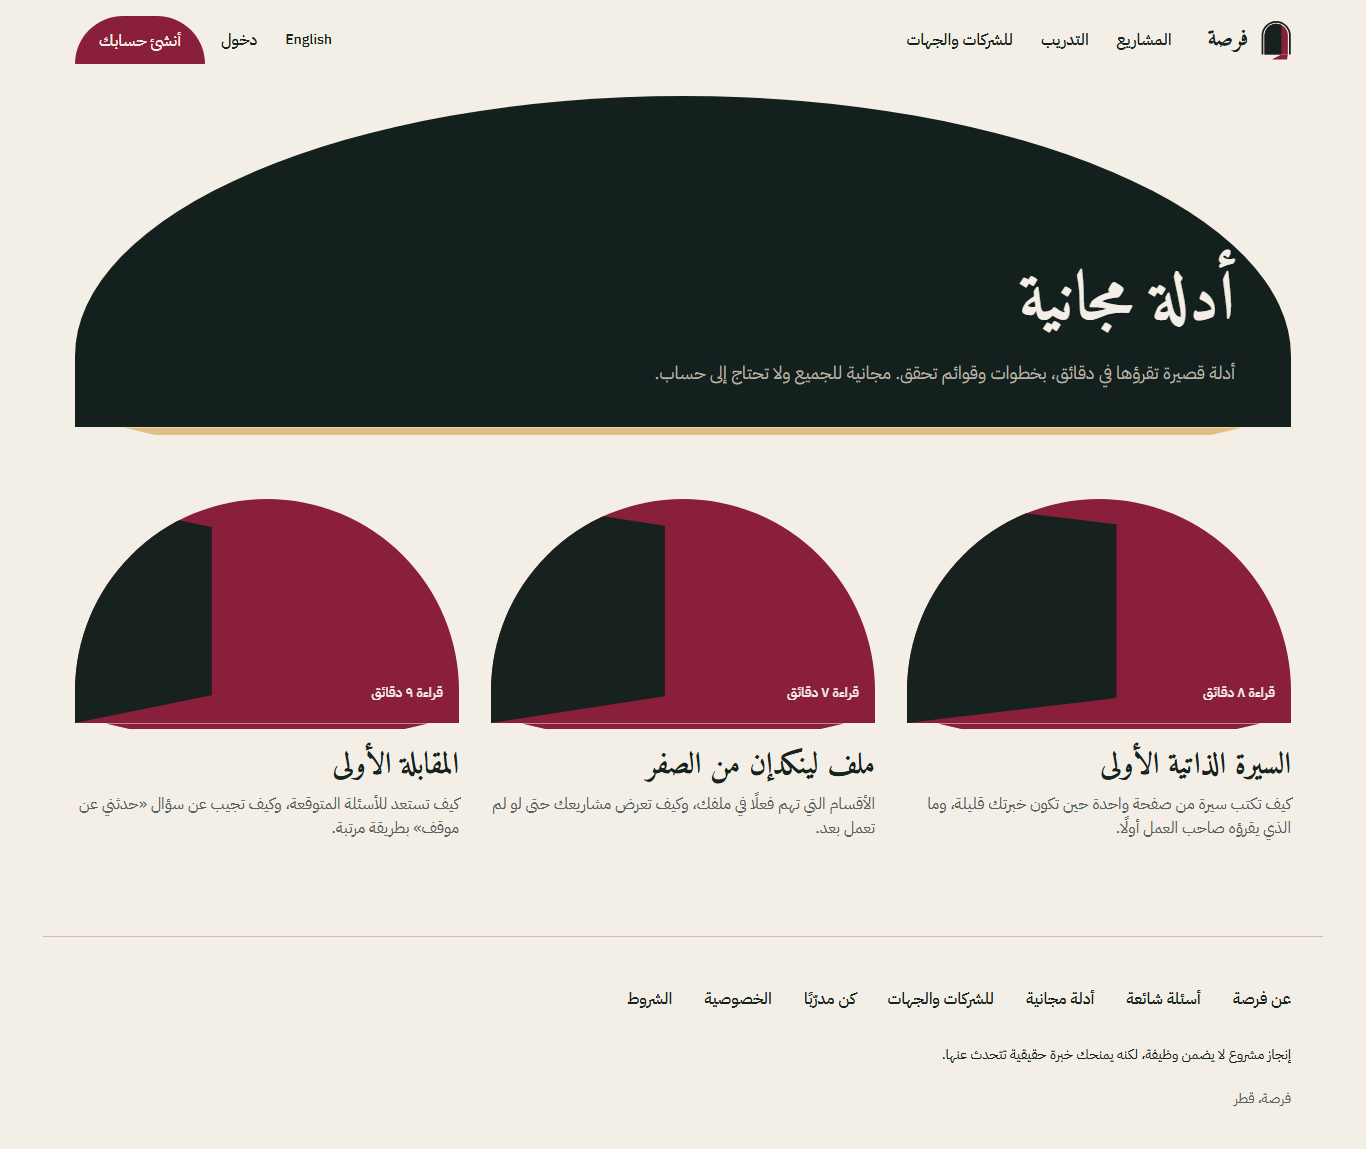 فرصة
المشاريع
التدريب
للشركات والجهات
English
دخول
أنشئ حسابك
أدلة مجانية
أدلة قصيرة تقرؤها في دقائق، بخطوات وقوائم تحقق. مجانية للجميع ولا تحتاج إلى حساب.
قراءة ٨ دقائق
السيرة الذاتية الأولى
كيف تكتب سيرة من صفحة واحدة حين تكون خبرتك قليلة، وما
الذي يقرؤه صاحب العمل أولًا.
قراءة ٧ دقائق
ملف لينكدإن من الصفر
الأقسام التي تهم فعلًا في ملفك، وكيف تعرض مشاريعك حتى لو لم
تعمل بعد.
قراءة ٩ دقائق
المقابلة الأولى
كيف تستعد للأسئلة المتوقعة، وكيف تجيب عن سؤال «حدثني عن
موقف» بطريقة مرتبة.
عن فرصة
أسئلة شائعة
أدلة مجانية
للشركات والجهات
كن مدرّبًا
الخصوصية
الشروط
إنجاز مشروع لا يضمن وظيفة، لكنه يمنحك خبرة حقيقية تتحدث عنها.
فرصة، قطر